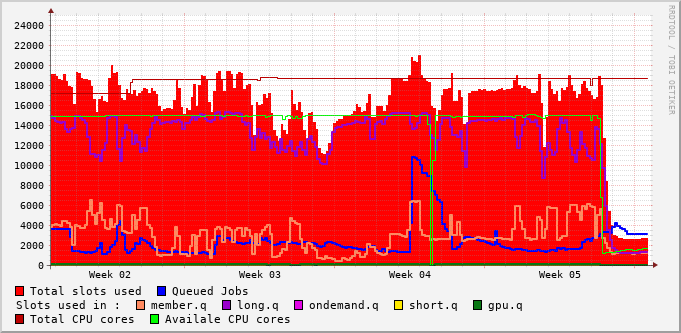 24000
22000
20000
18000
16000
14000
12000
10000
8000
6000
4000
2000
0
Week 02 Week 03 Week 04 Week 05
Total slots used Queued Jobs
Slots used in : member.q long.q ondemand.q short.q gpu.q
Total CPU cores Availale CPU cores
RRDTOOL / TOBI OETIKER